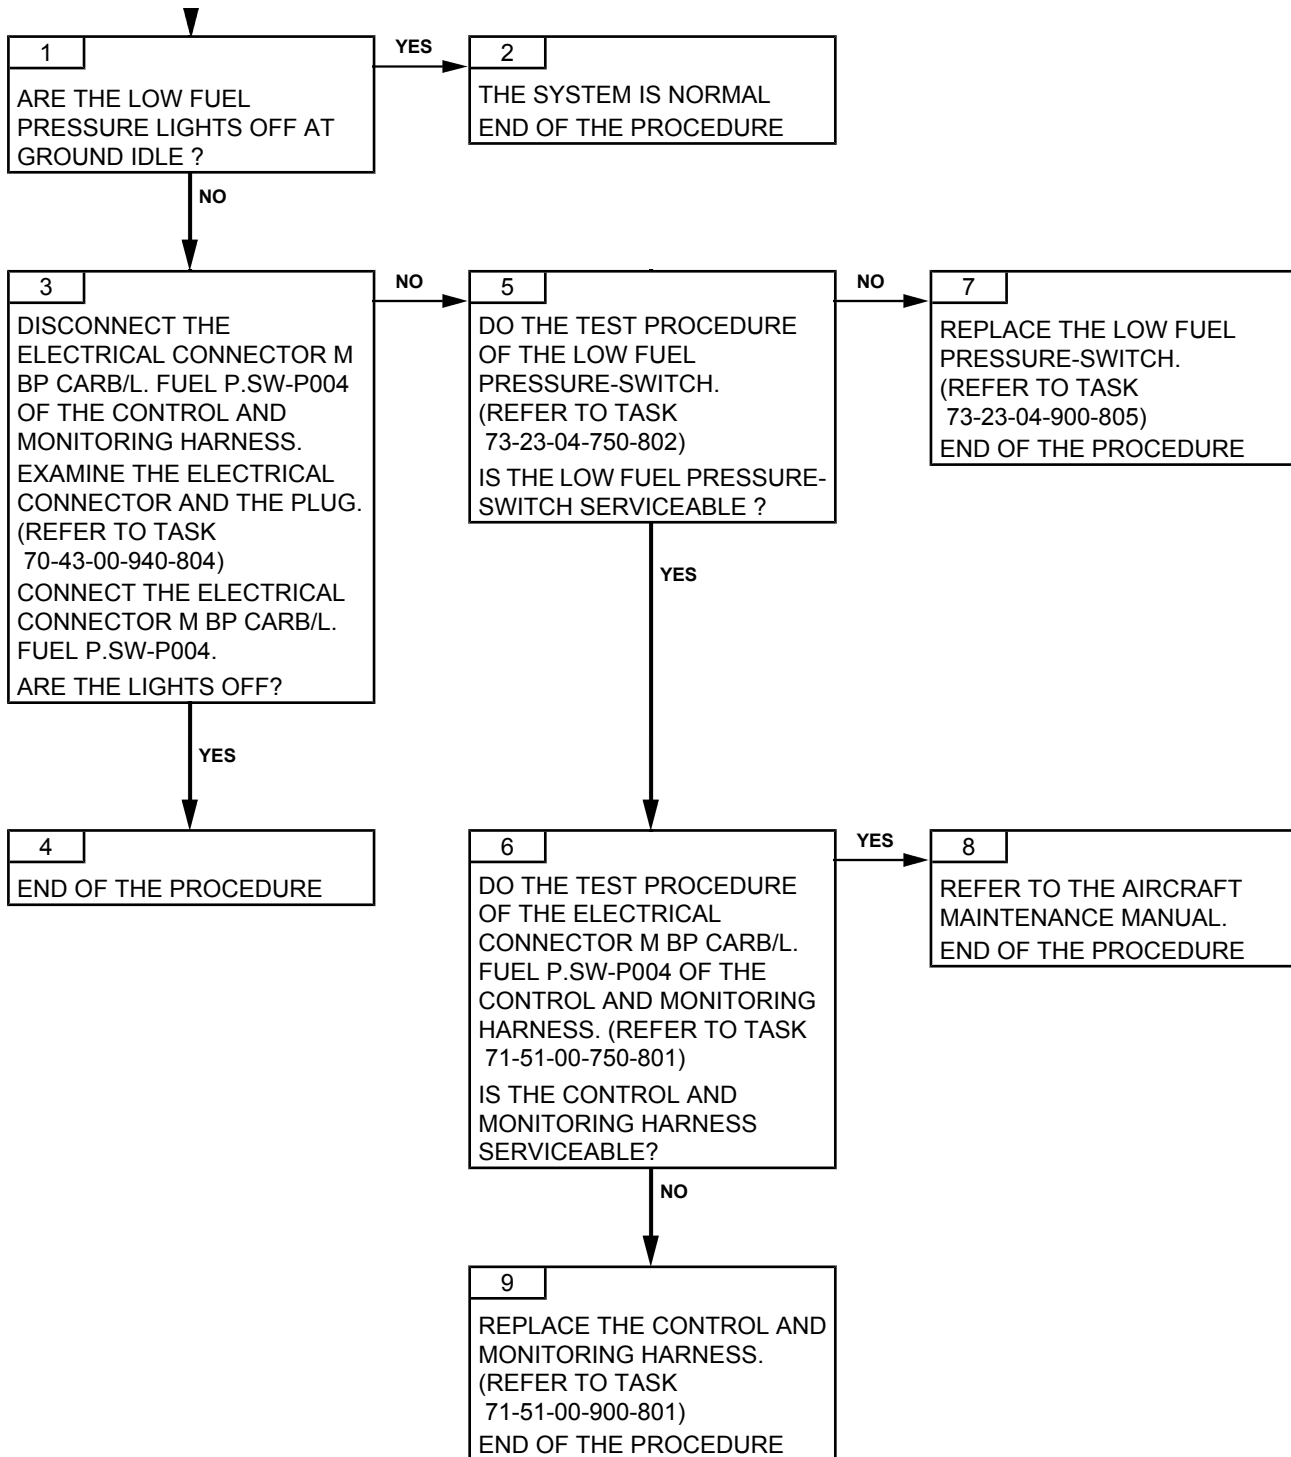 1
ARE THE LOW FUEL
PRESSURE LIGHTS OFF AT
GROUND IDLE ?
YES
2
THE SYSTEM IS NORMAL
END OF THE PROCEDURE
NO
3
DISCONNECT THE
ELECTRICAL CONNECTOR M
BP CARB/L. FUEL P.SW-P004
OF THE CONTROL AND
MONITORING HARNESS.
EXAMINE THE ELECTRICAL
CONNECTOR AND THE PLUG.
(REFER TO TASK
70-43-00-940-804)
CONNECT THE ELECTRICAL
CONNECTOR M BP CARB/L.
FUEL P.SW-P004.
ARE THE LIGHTS OFF?
NO
5
DO THE TEST PROCEDURE
OF THE LOW FUEL
PRESSURE-SWITCH.
(REFER TO TASK
73-23-04-750-802)
IS THE LOW FUEL PRESSURE-
SWITCH SERVICEABLE ?
NO
7
REPLACE THE LOW FUEL
PRESSURE-SWITCH.
(REFER TO TASK
73-23-04-900-805)
END OF THE PROCEDURE
YES
YES
4
END OF THE PROCEDURE
6
DO THE TEST PROCEDURE
OF THE ELECTRICAL
CONNECTOR M BP CARB/L.
FUEL P.SW-P004 OF THE
CONTROL AND MONITORING
HARNESS. (REFER TO TASK
71-51-00-750-801)
IS THE CONTROL AND
MONITORING HARNESS
SERVICEABLE?
YES
8
REFER TO THE AIRCRAFT
MAINTENANCE MANUAL.
END OF THE PROCEDURE
NO
9
REPLACE THE CONTROL AND
MONITORING HARNESS.
(REFER TO TASK
71-51-00-900-801)
END OF THE PROCEDURE